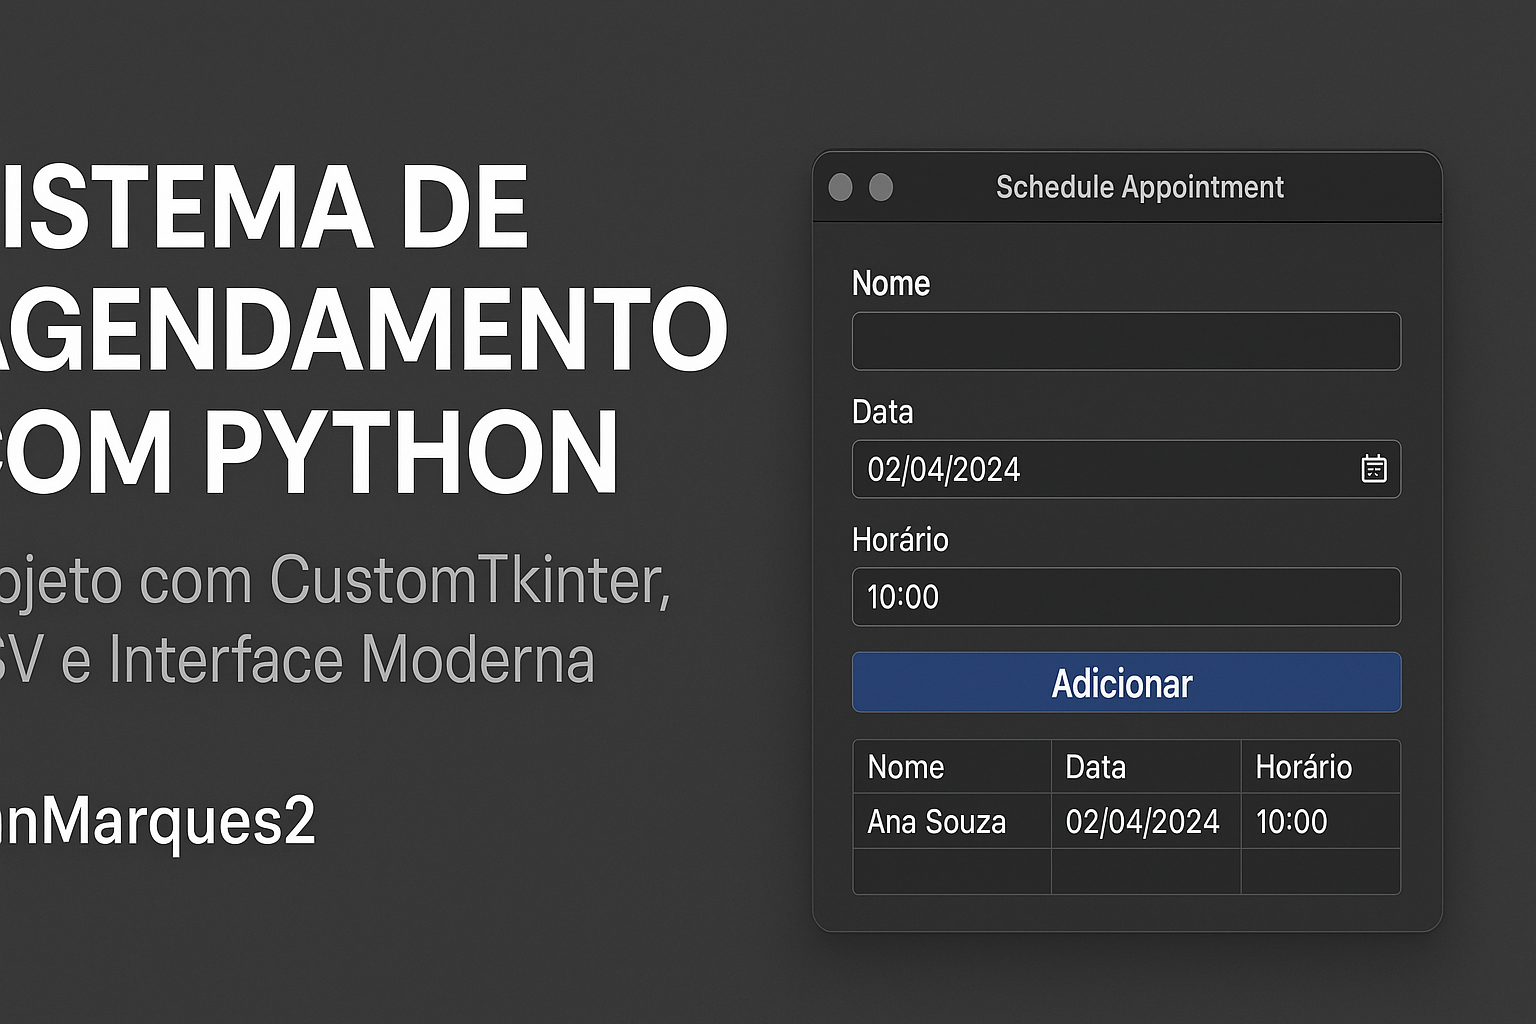 ISTEMA DE
AGENDAMENTO
COM PYTHON
ojeto com CustomTkinter,
SV e Interface Moderna
nMarques2
Schedule Appointment
Nome
Data
02/04/2024
Horário
10:00
Adicionar
Nome Data Horário
Ana Souza 02/04/2024 10:00